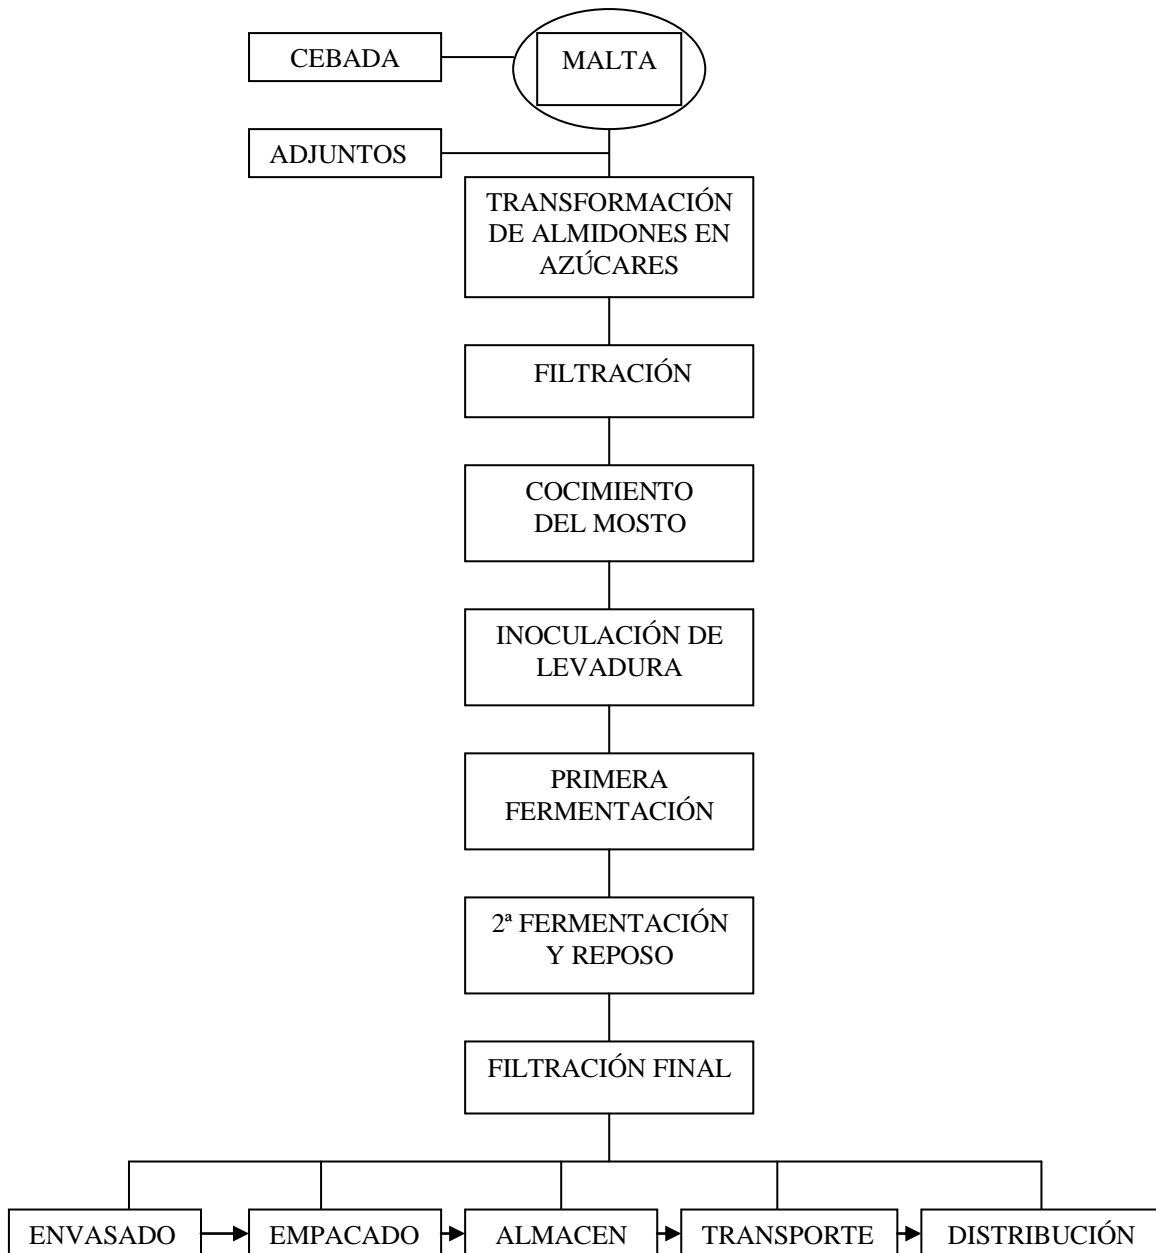 CEBADA
MALTA
ADJUNTOS
TRANSFORMACIÓN
DE ALMIDONES EN
AZÚCARES
FILTRACIÓN
COCIMIENTO
DEL MOSTO
INOCULACIÓN DE
LEVADURA
PRIMERA
FERMENTACIÓN
2ª FERMENTACIÓN
Y REPOSO
FILTRACIÓN FINAL
ENVASADO
EMPACADO
ALMACEN
TRANSPORTE
DISTRIBUCIÓN